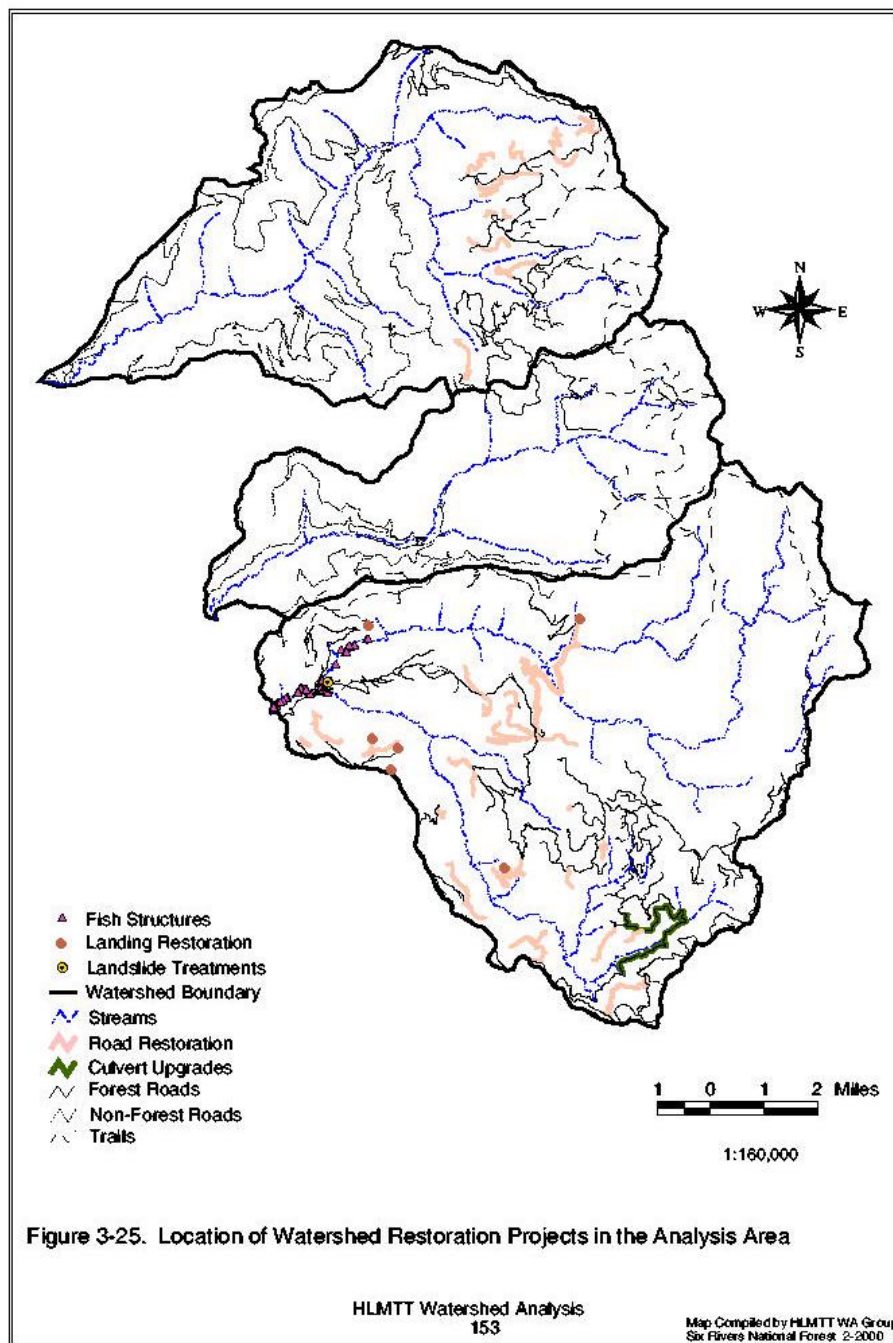 N
W E
S
Fish Structures
Landing Restoration
Landslide Treatments
Watershed Boundary
Streams
Road Restoration
Culvert Upgrades
Forest Roads
Non-Forest Roads
Trails
1 0 1 2 Miles
1:160,000
Figure 3-25. Location of Watershed Restoration Projects in the Analysis Area
HLMTT Watershed Analysis
153
Map Compiled by HLMTT WA Group
Six Rivers National Forest 2-2000